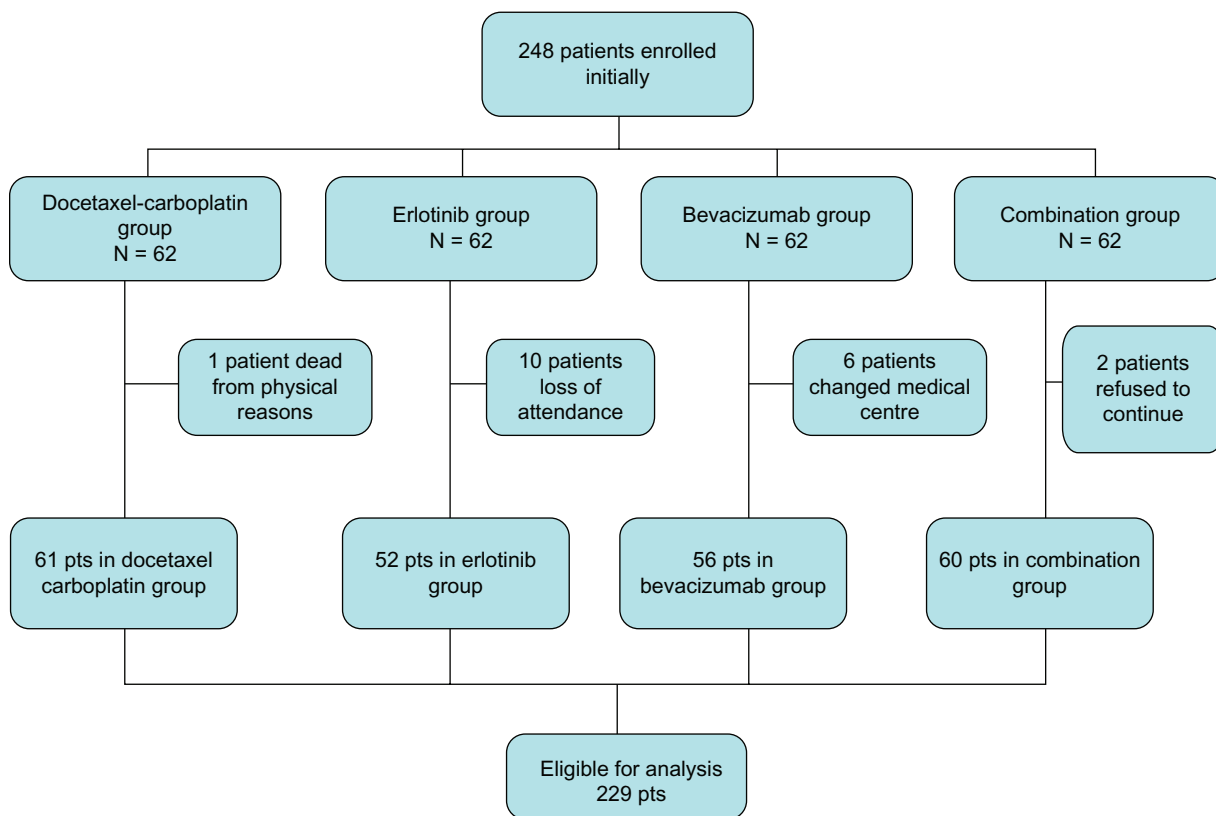 248 patients enrolled
initially
Docetaxel-carboplatin
group
N = 62
Erlotinib group
N = 62
Bevacizumab group
N = 62
Combination group
N = 62
1 patient dead
from physical
reasons
10 patients
loss of
attendance
6 patients
changed medical
centre
2 patients
refused to
continue
61 pts in docetaxel
carboplatin group
52 pts in erlotinib
group
56 pts in
bevacizumab group
60 pts in combination
group
Eligible for analysis
229 pts